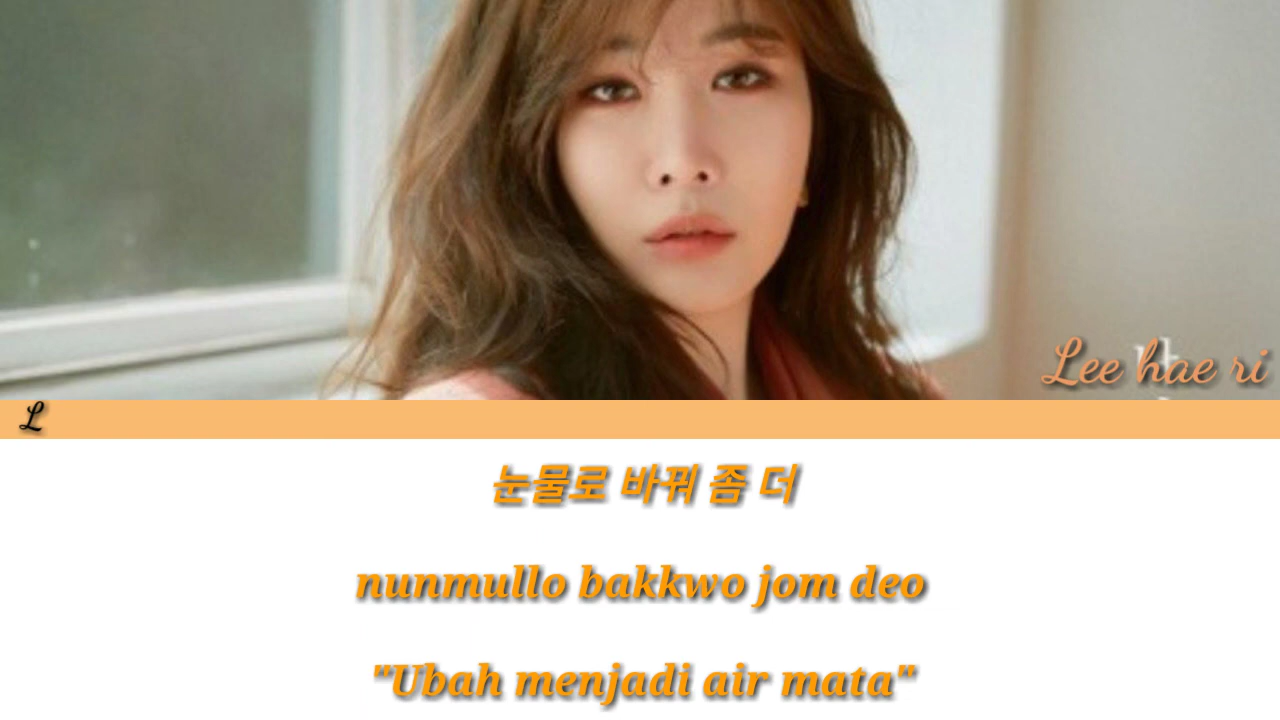 Lee hae ri
L
눈물로 바꿔 좀 더
nunmullo bakkwo jom deo
"Ubah menjadi air mata"